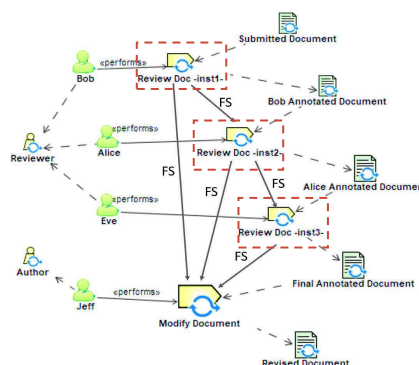 Submitted Document
«performs»
Bob
Review Doc -inst1-
FS
Bob Annotated Document
Reviewer
«performs»
Alice
Review Doc -inst2-
FS
FS
FS
Alice Annotated Document
«performs»
Eve
Review Doc -inst3-
FS
Author
Final Annotated Document
«performs»
Jeff
Modify Document
Revised Document